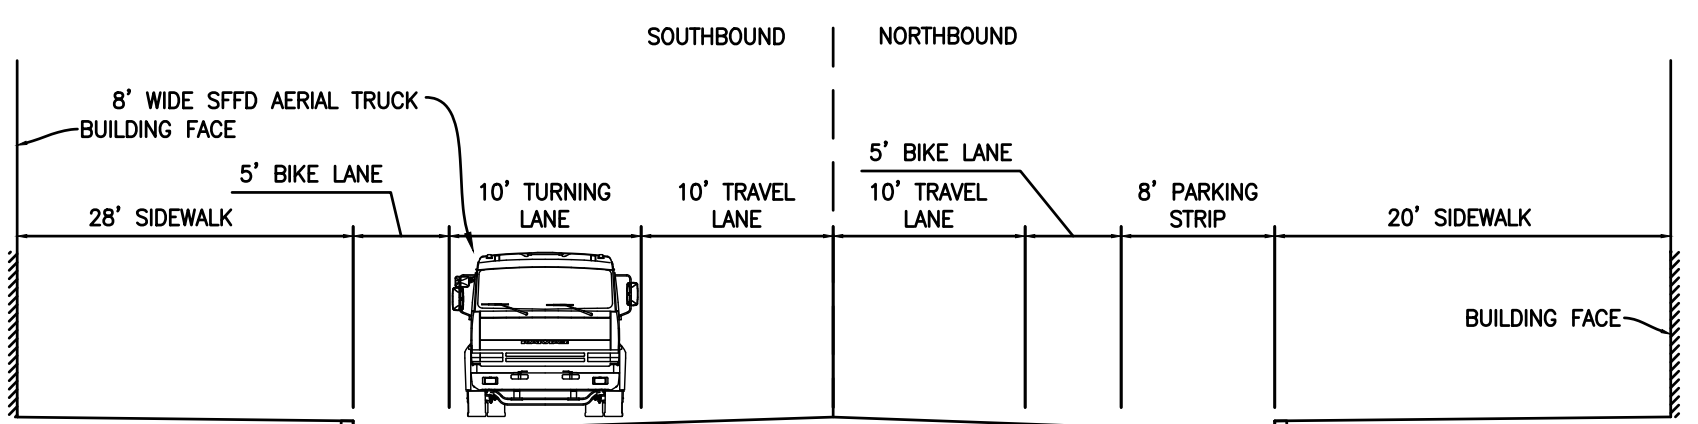 SOUTHBOUND
NORTHBOUND
8' WIDE SFFD AERIAL TRUCK
BUILDING FACE
5' BIKE LANE
5' BIKE LANE
28' SIDEWALK
10' TURNING
LANE
10' TRAVEL
LANE
10' TRAVEL
LANE
8' PARKING
STRIP
20' SIDEWALK
BUILDING FACE